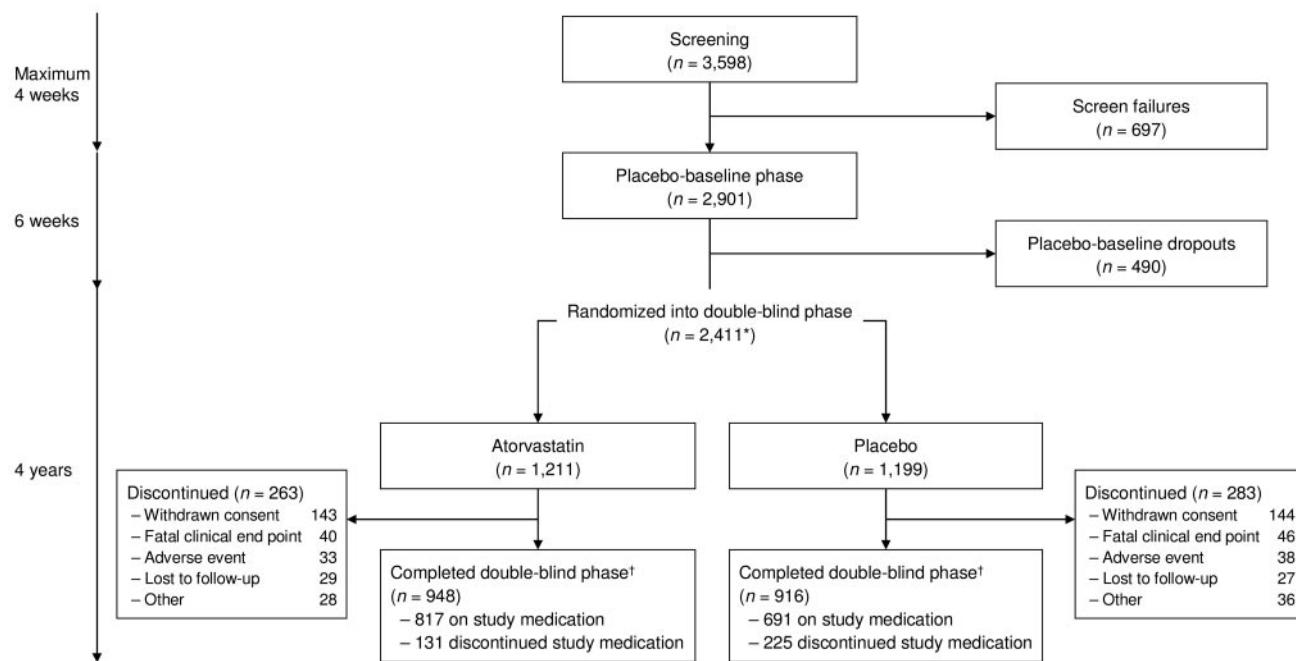 Maximum
4 weeks
Screening
(n = 3,598)
Screen failures
(n = 697)
6 weeks
Placebo-baseline phase
(n = 2,901)
Placebo-baseline dropouts
(n = 490)
4 years
Randomized into double-blind phase
(n = 2,411*)
Atorvastatin
(n = 1,211)
Placebo
(n = 1,199)
Discontinued (n = 263)
– Withdrawn consent 143
– Fatal clinical end point 40
– Adverse event 33
– Lost to follow-up 29
– Other 28
Completed double-blind phase†
(n = 948)
– 817 on study medication
– 131 discontinued study medication
Completed double-blind phase†
(n = 916)
– 691 on study medication
– 225 discontinued study medication
Discontinued (n = 283)
– Withdrawn consent 144
– Fatal clinical end point 46
– Adverse event 38
– Lost to follow-up 27
– Other 36